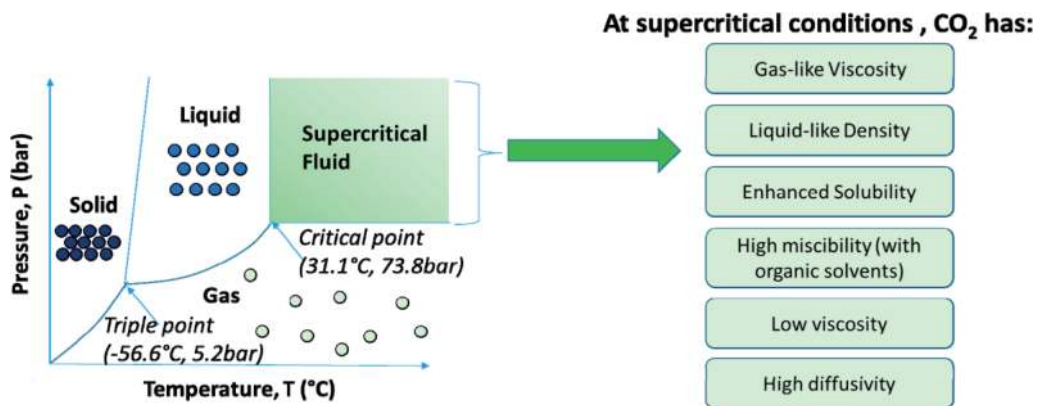 At supercritical conditions , CO₂ has:
Pressure, P (bar)
Solid
Liquid
Supercritical
Fluid
Critical point
(31.1°C, 73.8bar)
Gas
Triple point
(-56.6°C, 5.2bar)
Temperature, T (°C)
Gas-like Viscosity
Liquid-like Density
Enhanced Solubility
High miscibility (with
organic solvents)
Low viscosity
High diffusivity